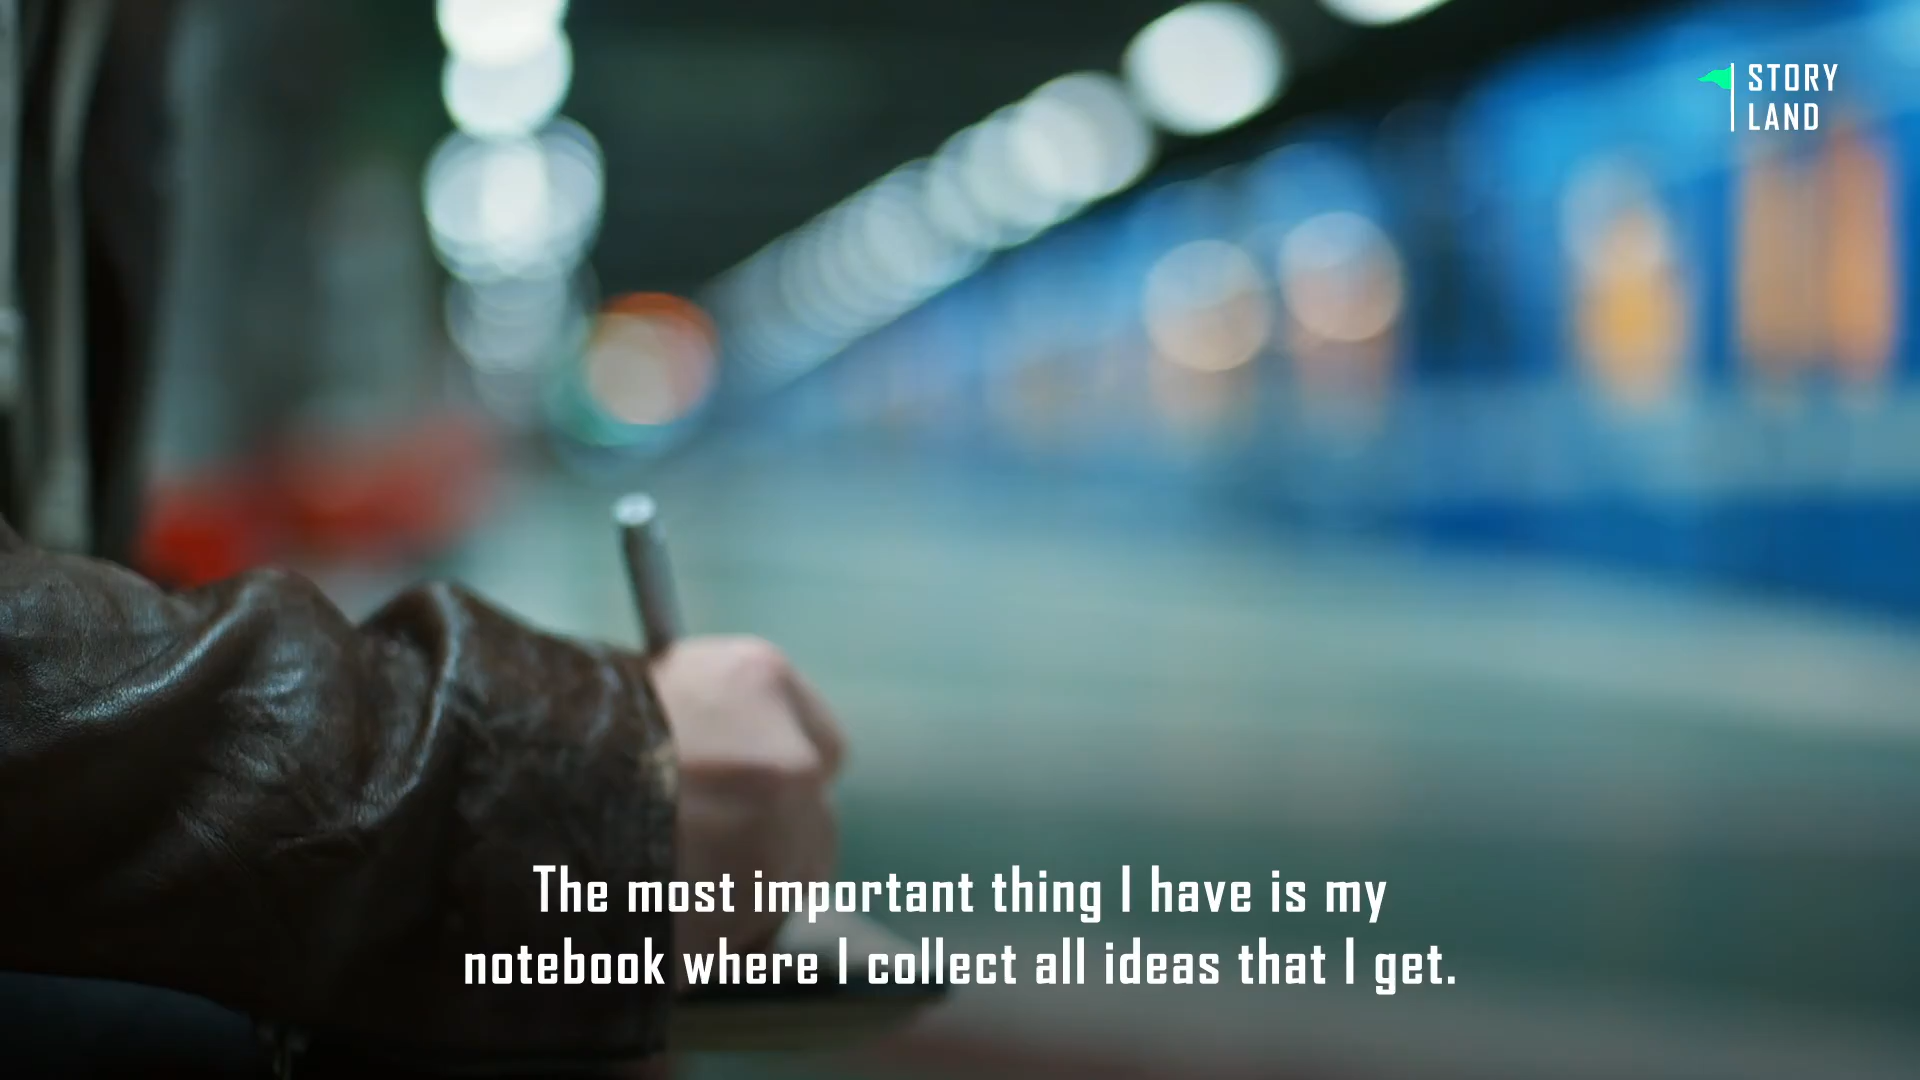 STORY
LAND
The most important thing I have is my
notebook where I collect all ideas that I get.